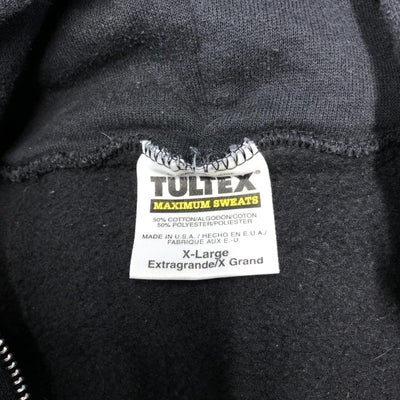 TULTEX®
MAXIMUM SWEATS
50% COTTON/ALGODON/COTON
50% POLYESTER/POLIESTER
MADE IN U.S.A. / HECHO EN E.U.A./
FABRIQUE AUX E.-U.
X-Large
Extragrande/X Grand